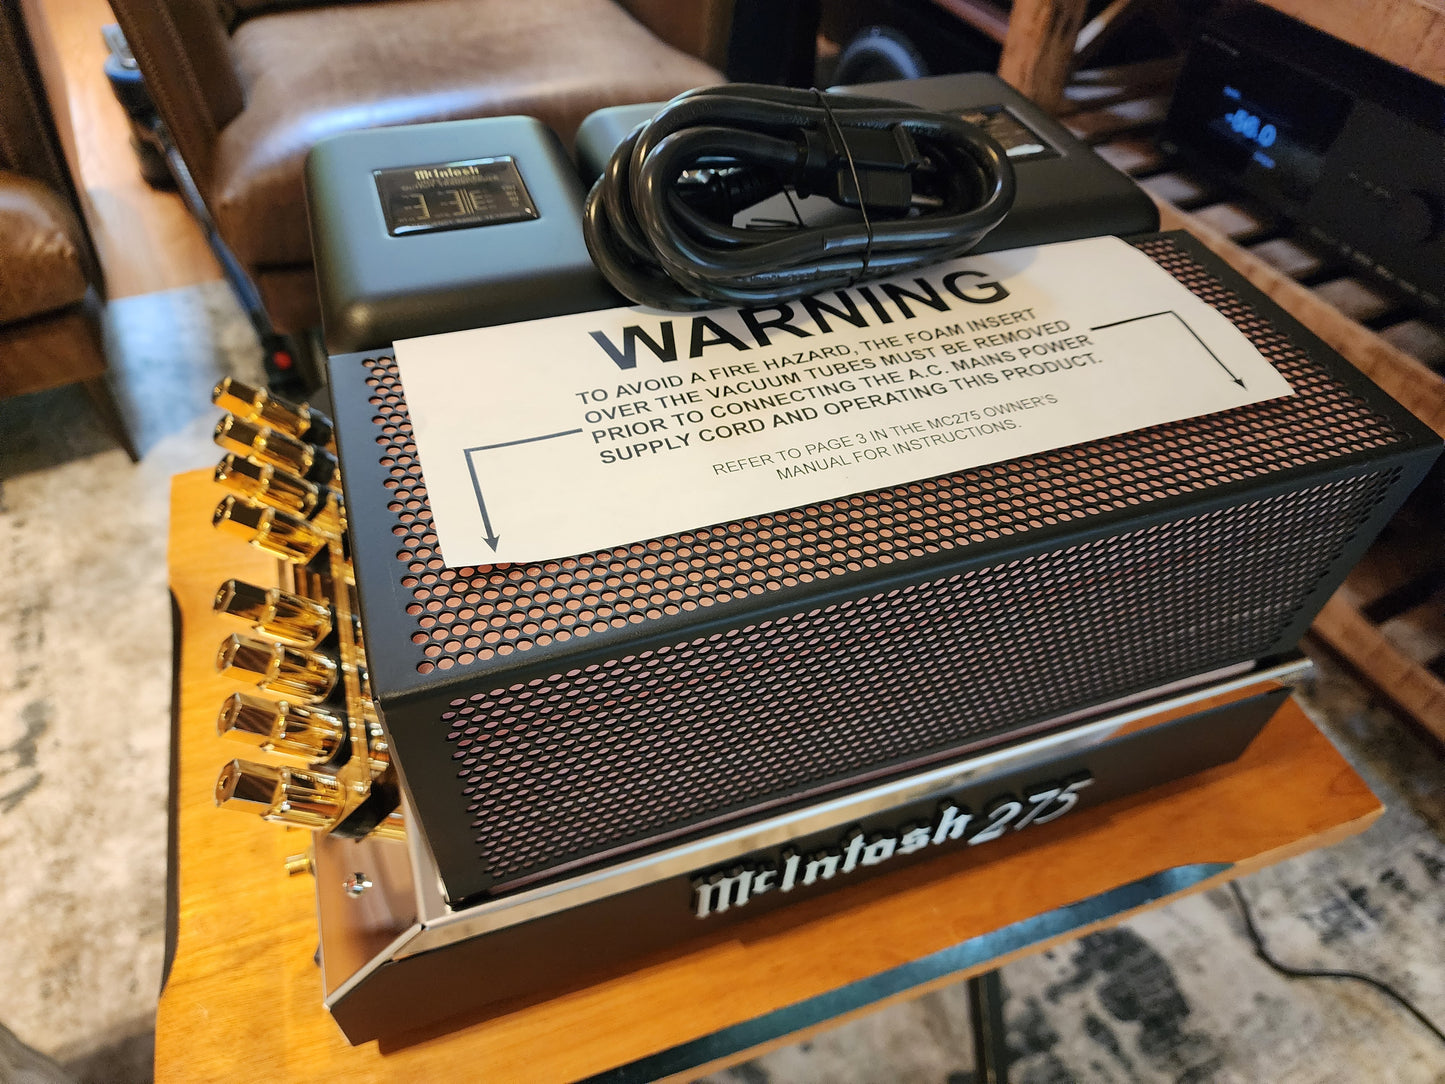 McIntosh
-86.0
WARNING
TO AVOID A FIRE HAZARD, THE FOAM INSERT
OVER THE VACUUM TUBES MUST BE REMOVED
PRIOR TO CONNECTING THE A.C. MAINS POWER
SUPPLY CORD AND OPERATING THIS PRODUCT.
REFER TO PAGE 3 IN THE MC275 OWNER'S
MANUAL FOR INSTRUCTIONS.
McIntosh 275